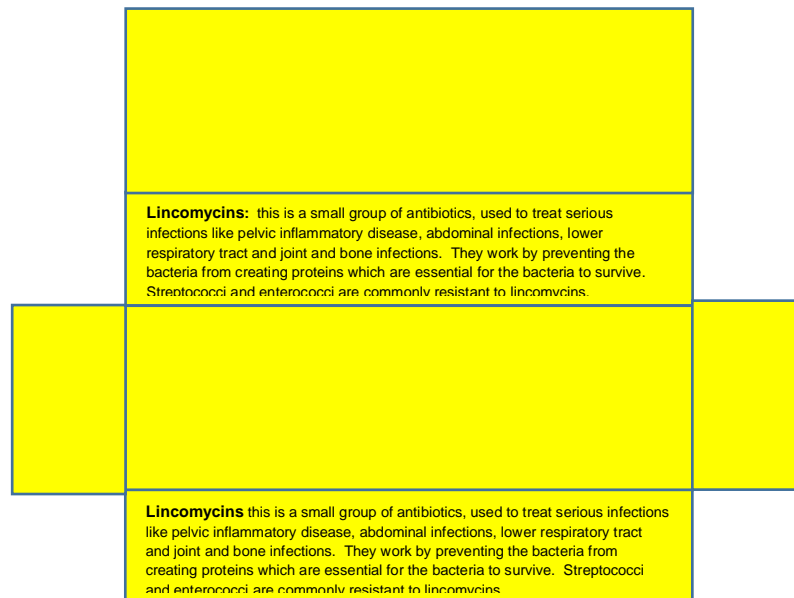 Lincomycins: this is a small group of antibiotics, used to treat serious
infections like pelvic inflammatory disease, abdominal infections, lower
respiratory tract and joint and bone infections. They work by preventing the
bacteria from creating proteins which are essential for the bacteria to survive.
Streptococci and enterococci are commonly resistant to lincomycins.
Lincomycins this is a small group of antibiotics, used to treat serious infections
like pelvic inflammatory disease, abdominal infections, lower respiratory tract
and joint and bone infections. They work by preventing the bacteria from
creating proteins which are essential for the bacteria to survive. Streptococci
and enterococci are commonly resistant to lincomycins